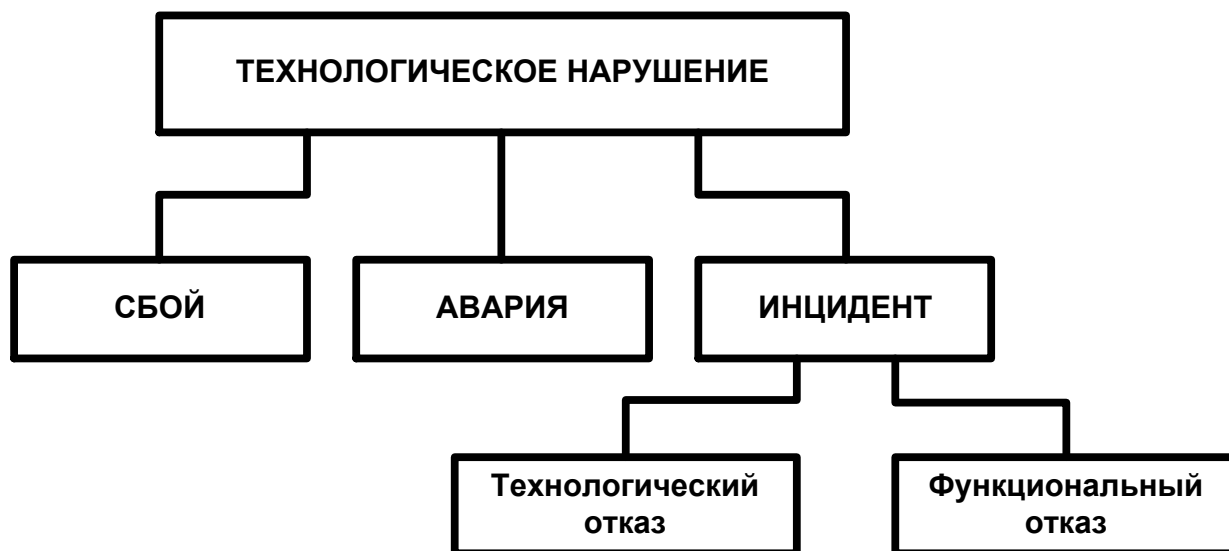 ТЕХНОЛОГИЧЕСКОЕ НАРУШЕНИЕ
СБОЙ
АВАРИЯ
ИНЦИДЕНТ
Технологический
отказ
Функциональный
отказ